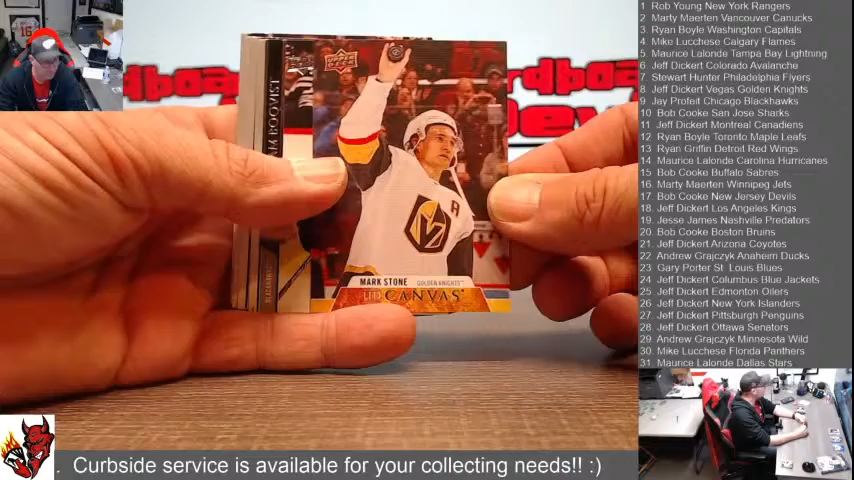 UPPER DECK
AM BOQVIST
rdboa
Dev
A
MARK STONE GOLDEN KNIGHTS
UD CANVAS
1 Rob Young New York Rangers
2 Marty Maerten Vancouver Canucks
3 Ryan Boyle Washington Capitals
4 Mike Lucchese Calgary Flames
5 Maurice Lalonde Tampa Bay Lightning
6 Jeff Dickert Colorado Avalanche
7 Stewart Hunter Philadelphia Flyers
8 Jeff Dickert Vegas Golden Knights
9 Jay Profeit Chicago Blackhawks
10 Bob Cooke San Jose Sharks
11 Jeff Dickert Montreal Canadiens
12 Ryan Boyle Toronto Maple Leafs
13 Ryan Griffin Detroit Red Wings
14 Maurice Lalonde Carolina Hurricanes
15 Bob Cooke Buffalo Sabres
16 Marty Maerten Winnipeg Jets
17 Bob Cooke New Jersey Devils
18. Jeff Dickert Los Angeles Kings
19. Jesse James Nashville Predators
20. Bob Cooke Boston Bruins
21. Jeff Dickert Arizona Coyotes
22 Andrew Grajczyk Anaheim Ducks
23 Gary Porter St Louis Blues
24 Jeff Dickert Columbus Blue Jackets
25 Jeff Dickert Edmonton Oilers
26 Jeff Dickert New York Islanders
27. Jeff Dickert Pittsburgh Penguins
28 Jeff Dickert Ottawa Senators
29 Andrew Grajczyk Minnesota Wild
30. Mike Lucchese Florida Panthers
31. Maurice Lalonde Dallas Stars
. Curbside service is available for your collecting needs!! :)